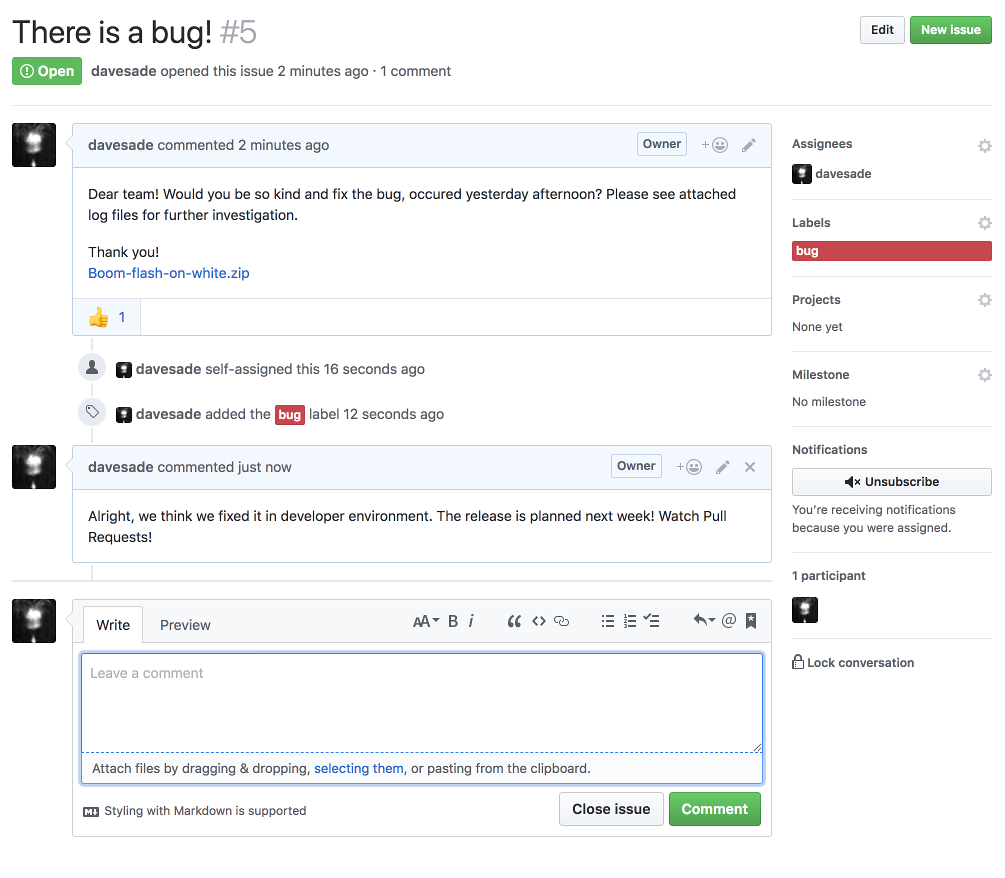 There is a bug! #5
Edit
New issue
Open
davesade opened this issue 2 minutes ago · 1 comment
davesade commented 2 minutes ago
Owner
Dear team! Would you be so kind and fix the bug, occured yesterday afternoon? Please see attached
log files for further investigation.
Thank you!
Boom-flash-on-white.zip
👍 1
davesade self-assigned this 16 seconds ago
davesade added the bug label 12 seconds ago
davesade commented just now
Owner
Alright, we think we fixed it in developer environment. The release is planned next week! Watch Pull
Requests!
Write
Preview
AA B i
Leave a comment
Attach files by dragging & dropping, selecting them, or pasting from the clipboard.
Styling with Markdown is supported
Close issue
Comment
Assignees
davesade
Labels
bug
Projects
None yet
Milestone
No milestone
Notifications
Unsubscribe
You're receiving notifications
because you were assigned.
1 participant
Lock conversation